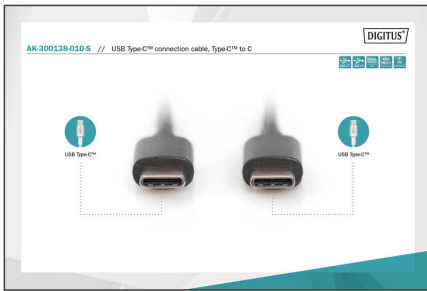 DIGITUS®
AK-300138-010-S // USB Type-C™ connection cable, Type-C™ to C
USB Type-C™
USB Type-C™